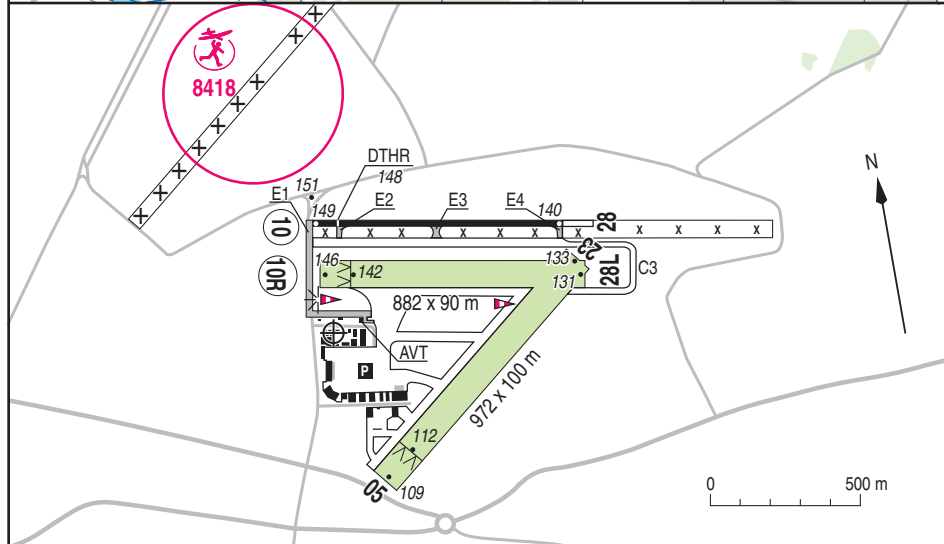 8418
N
DTHR
148
151
E1
149
E2
E3
E4
140
28
x x x x x x x x x x x x
10
23
10R
146
142
133
131
28L
C3
882 x 90 m
AVT
P
972 x 100 m
112
05
109
0
500 m